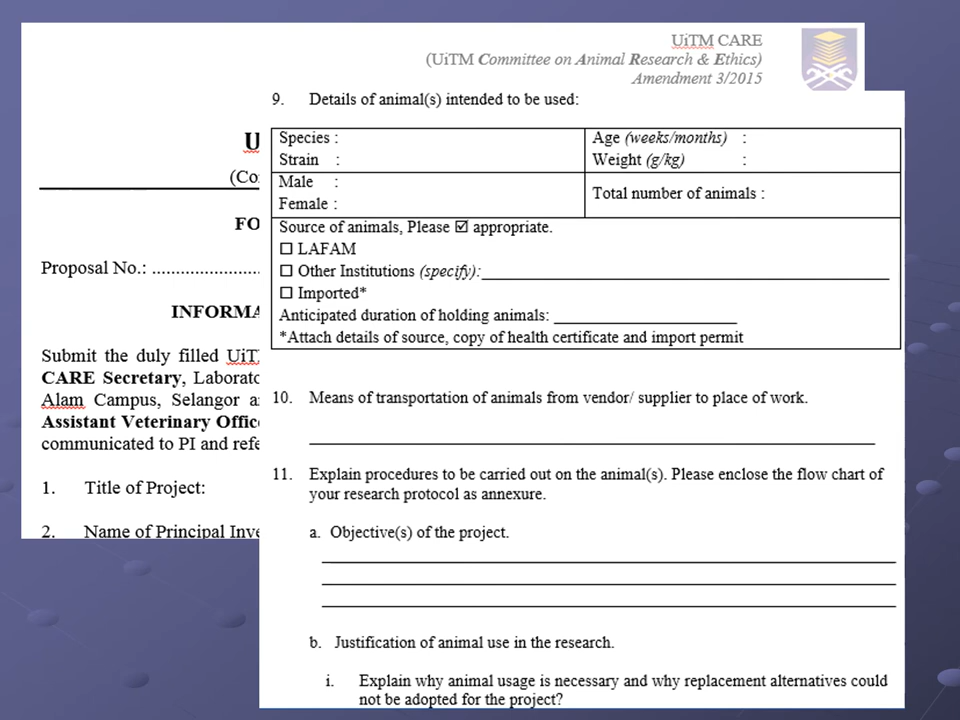 UiTM CARE
(UiTM Committee on Animal Research & Ethics)
Amendment 3/2015
U
(Co
FO
Proposal No.: .......................
INFORMA
Submit the duly filled UiT
CARE Secretary, Laborato
Alam Campus, Selangor a
Assistant Veterinary Offic
communicated to PI and refe
1. Title of Project:
2. Name of Principal Inve
9. Details of animal(s) intended to be used:
Species :
Strain :
Age (weeks/months) :
Weight (g/kg) :
Male :
Female :
Total number of animals :
Source of animals, Please ☑ appropriate.
☐ LAFAM
☐ Other Institutions (specify):
☐ Imported*
Anticipated duration of holding animals:
*Attach details of source, copy of health certificate and import permit
10. Means of transportation of animals from vendor/ supplier to place of work.
11. Explain procedures to be carried out on the animal(s). Please enclose the flow chart of
your research protocol as annexure.
a. Objective(s) of the project.
b. Justification of animal use in the research.
i. Explain why animal usage is necessary and why replacement alternatives could
not be adopted for the project?